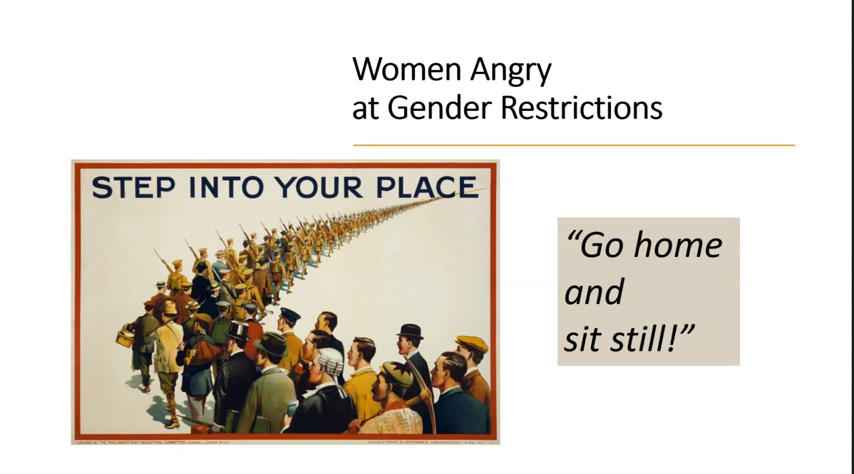 Women Angry
at Gender Restrictions
STEP INTO YOUR PLACE
“Go home
and
sit still!”